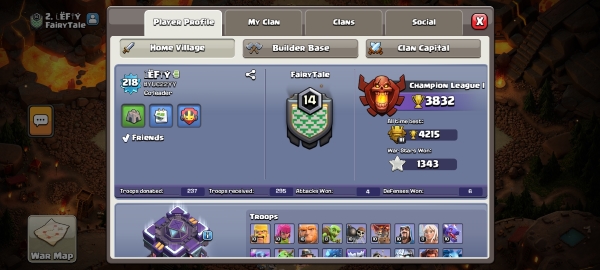 2. LËF!Ý
FairyTale
Player Profile
My Clan
Clans
Social
X
Home Village
Builder Base
Clan Capital
218
LËF!Ý
Co-leader
Friends
FairyTale
14
Champion League I
3832
All time best:
4215
War Stars Won:
1343
Troops donated: 237
Troops received: 295
Attacks Won: 4
Defenses Won: 6
War Map
Troops